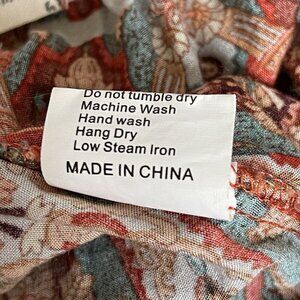 Do not tumble dry
Machine Wash
Hand wash
Hang Dry
Low Steam Iron
MADE IN CHINA